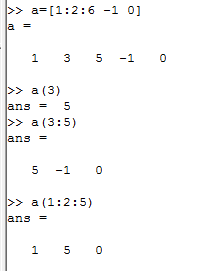 >> a=[1:2:6 -1 0]
a =
1 3 5 -1 0
>> a(3)
ans = 5
>> a(3:5)
ans =
5 -1 0
>> a(1:2:5)
ans =
1 5 0